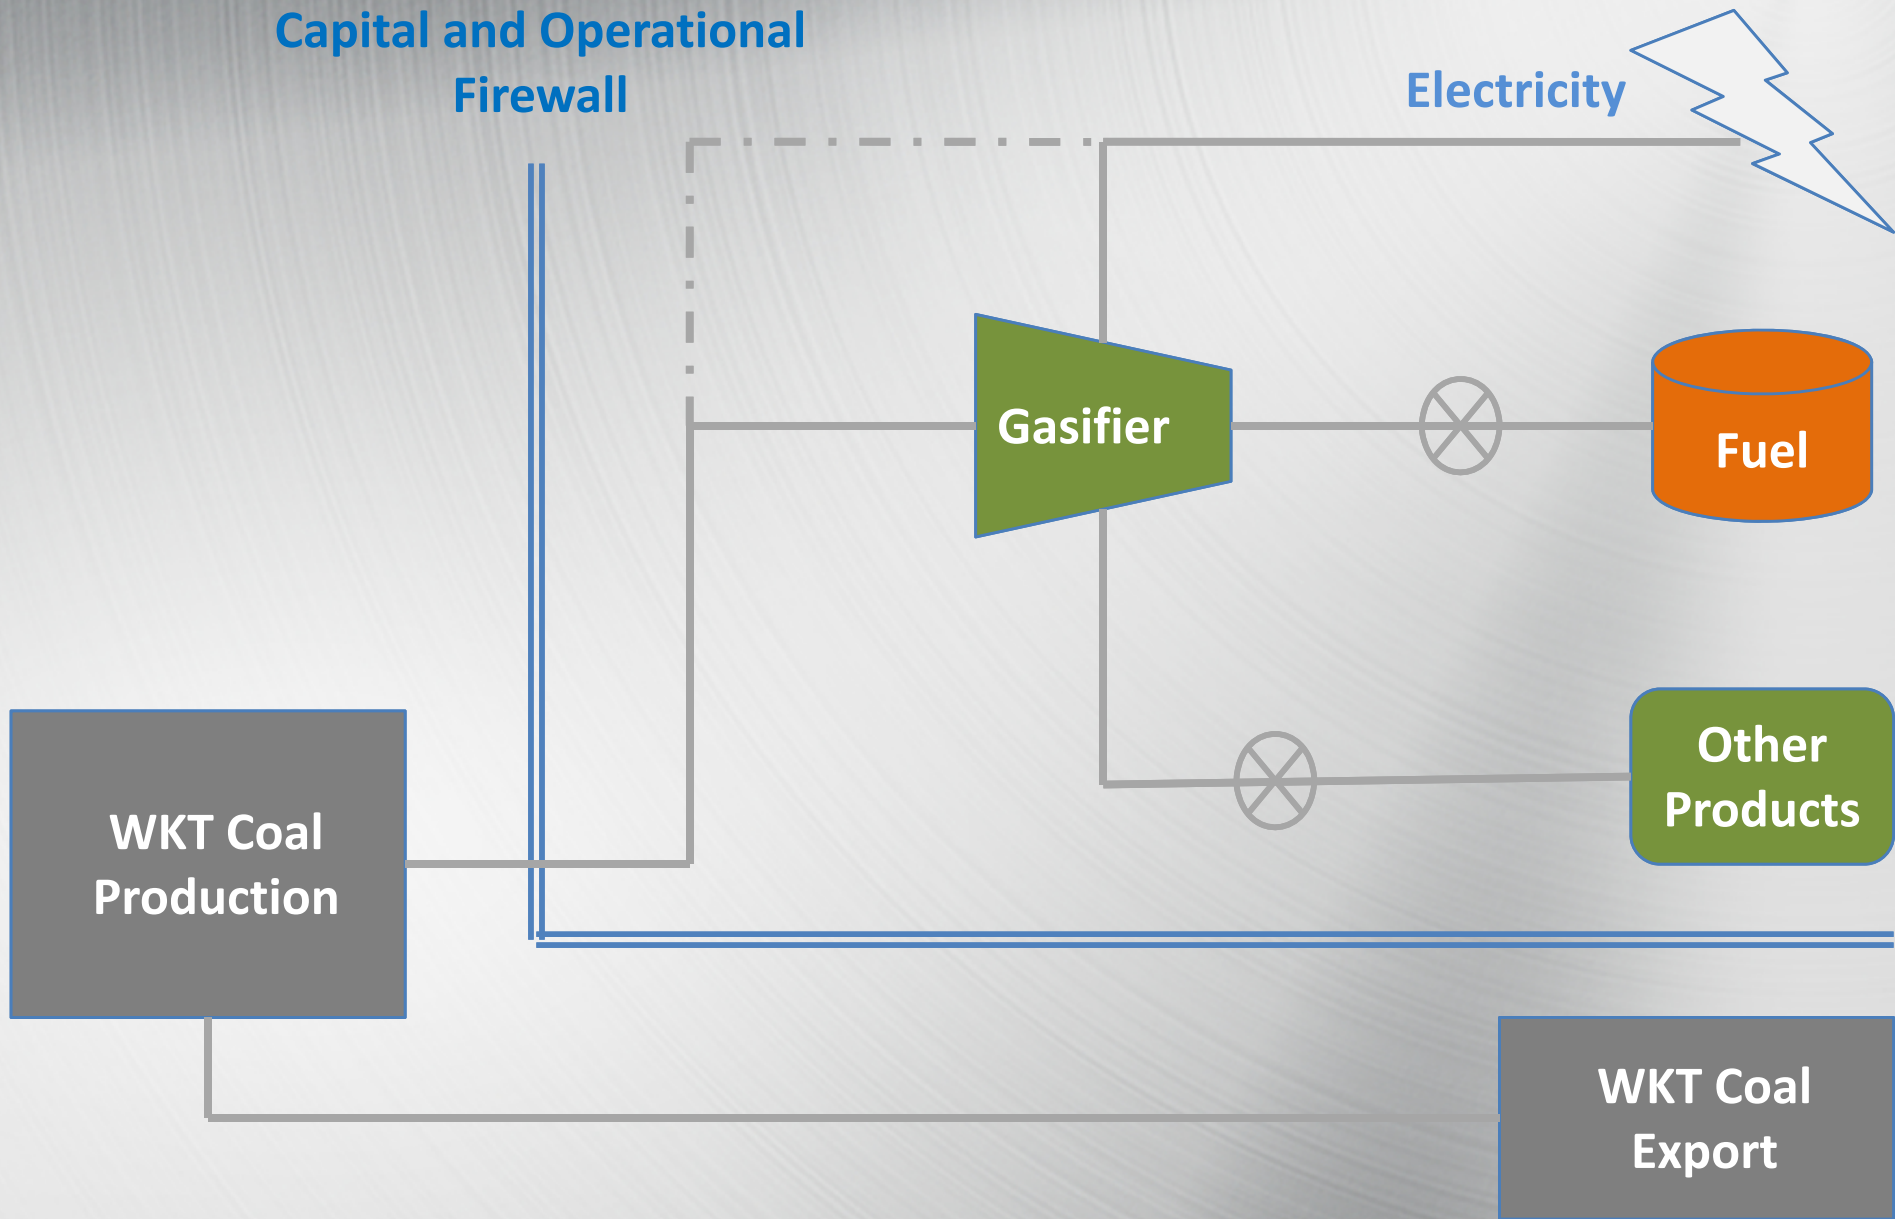 Capital and Operational
Firewall
Electricity
Gasifier
Fuel
Other
Products
WKT Coal
Production
WKT Coal
Export